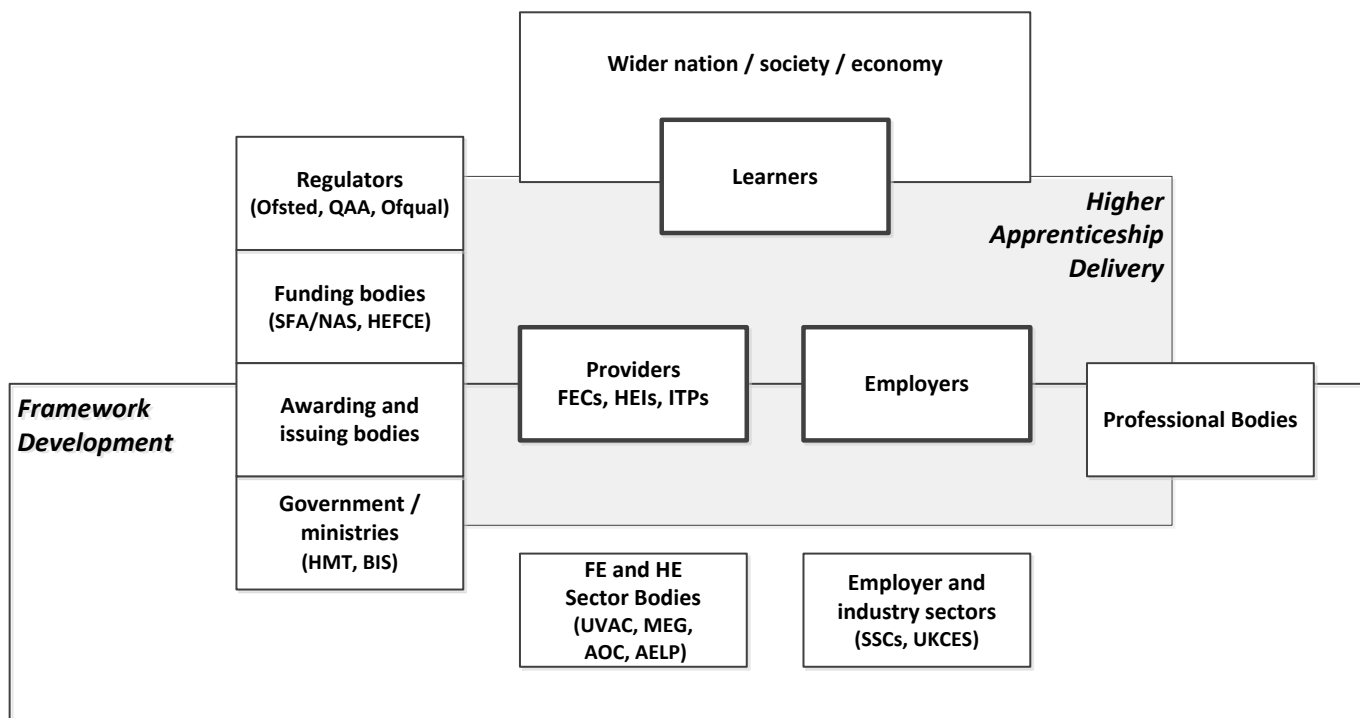 Wider nation / society / economy
Learners
Regulators
(Ofsted, QAA, Ofqual)
Higher
Apprenticeship
Delivery
Funding bodies
(SFA/NAS, HEFCE)
Providers
FECs, HEIs, ITPs
Employers
Framework
Development
Awarding and
issuing bodies
Professional Bodies
Government /
ministries
(HMT, BIS)
FE and HE
Sector Bodies
(UVAC, MEG,
AOC, AELP)
Employer and
industry sectors
(SSCs, UKCES)